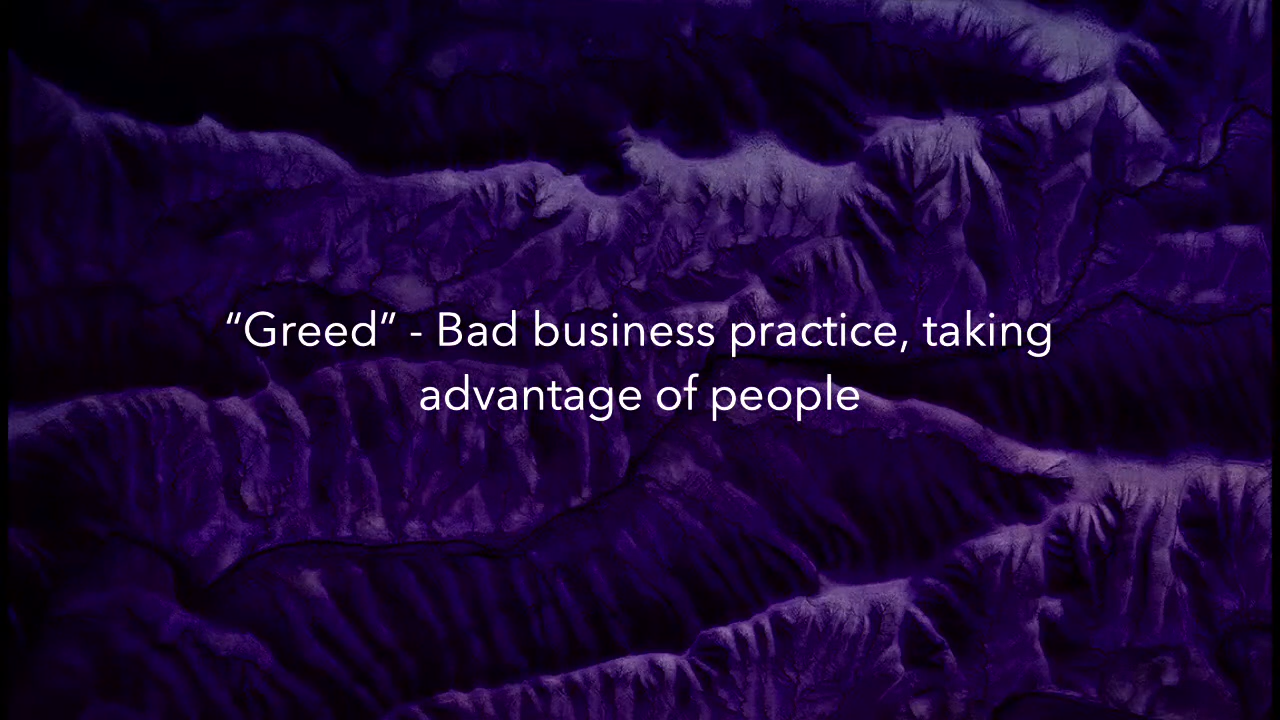 “Greed” - Bad business practice, taking
advantage of people